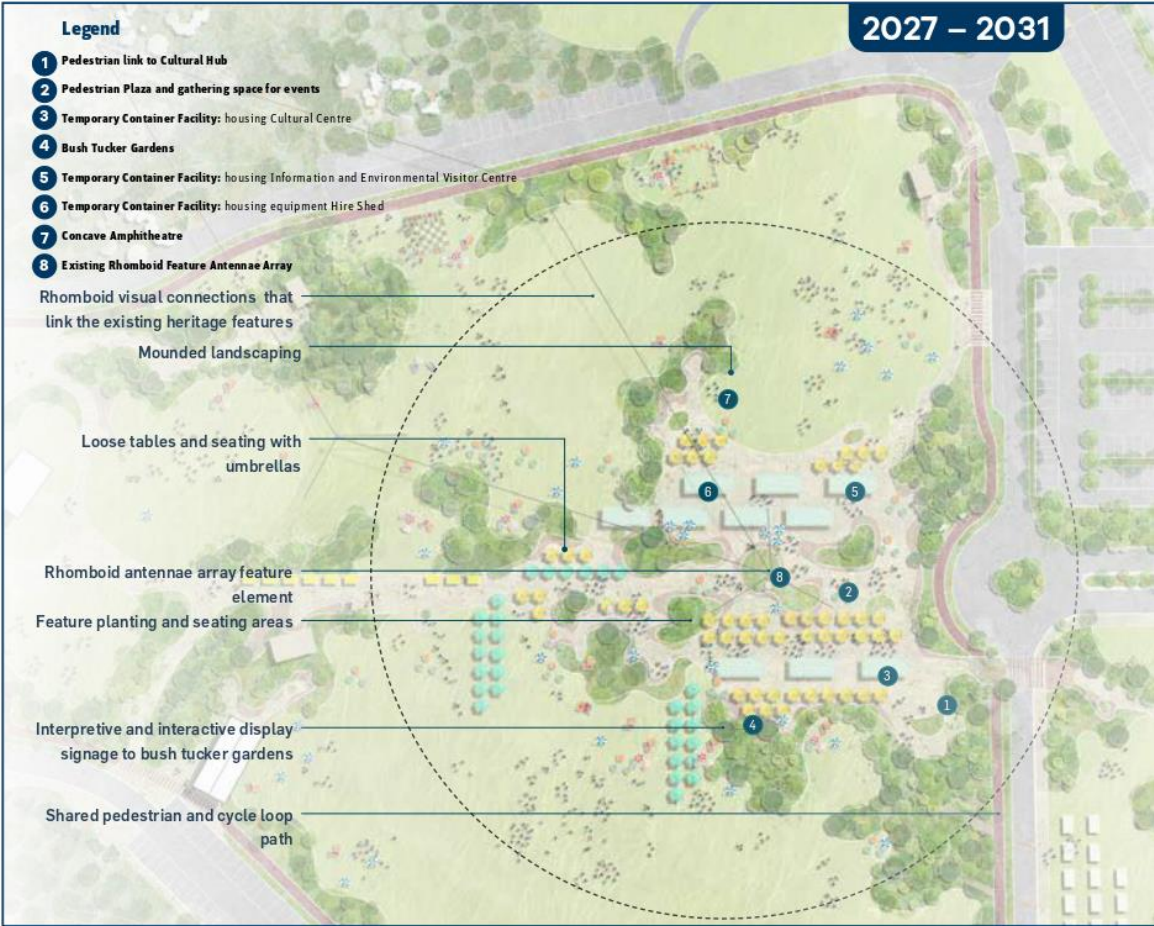 2027 – 2031
Legend
1 Pedestrian link to Cultural Hub
2 Pedestrian Plaza and gathering space for events
3 Temporary Container Facility: housing Cultural Centre
4 Bush Tucker Gardens
5 Temporary Container Facility: housing Information and Environmental Visitor Centre
6 Temporary Container Facility: housing equipment Hire Shed
7 Concave Amphitheatre
8 Existing Rhomboid Feature Antennae Array
Rhomboid visual connections that
link the existing heritage features
Mounded landscaping
7
Loose tables and seating with
umbrellas
6
5
Rhomboid antennae array feature
element
8
2
Feature planting and seating areas
3
1
4
Interpretive and interactive display
signage to bush tucker gardens
Shared pedestrian and cycle loop
path